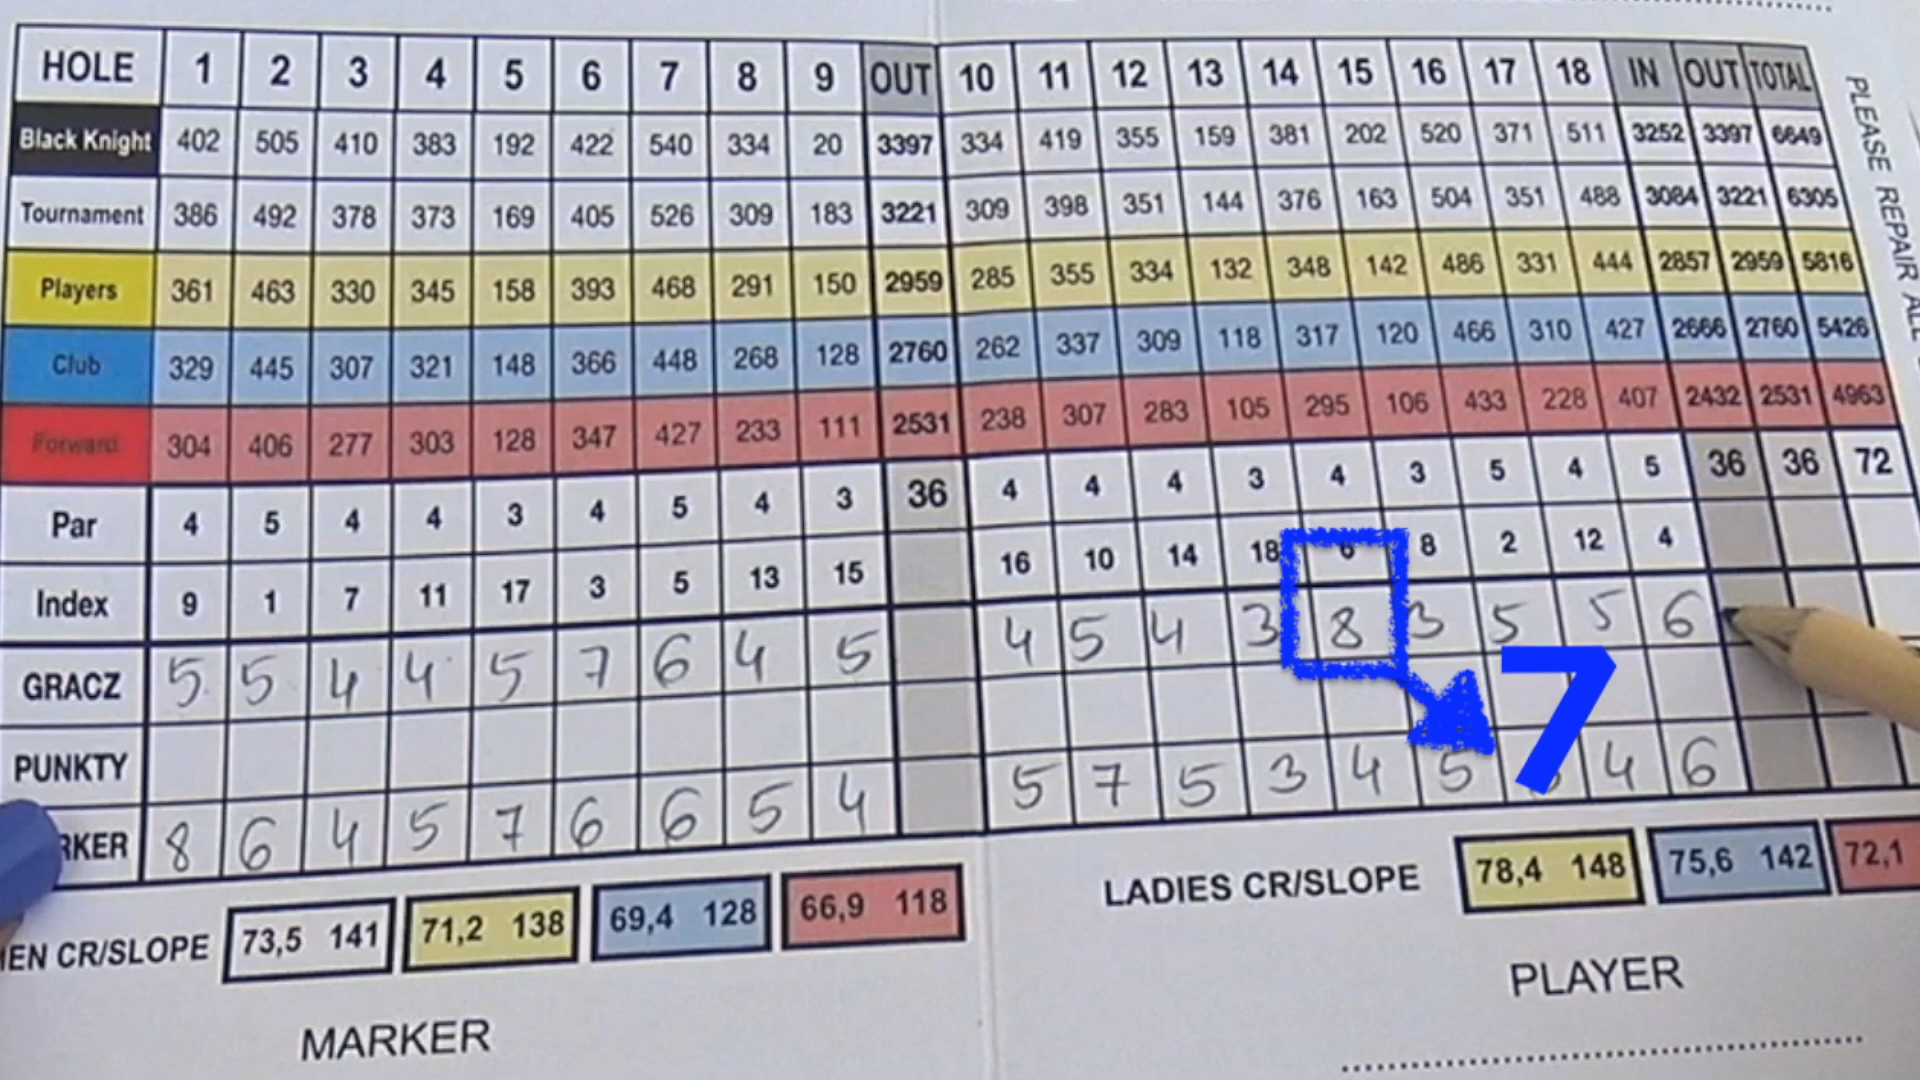 HOLE 1 2 3 4 5 6 7 8 9 OUT 10 11 12 13 14 15 16 17 18 IN OUT TOTAL
Black Knight 402 505 410 383 192 422 540 334 20 3397 334 419 355 159 381 202 520 371 511 3252 3397 6649
Tournament 386 492 378 373 169 405 526 309 183 3221 309 398 351 144 376 163 504 351 488 3084 3221 6305
Players 361 463 330 345 158 393 468 291 150 2959 285 355 334 132 348 142 486 331 444 2857 2959 5816
Club 329 445 307 321 148 366 448 268 128 2760 262 337 309 118 317 120 466 310 427 2666 2760 5426
Forward 304 406 277 303 128 347 427 233 111 2531 238 307 283 105 295 106 433 228 407 2432 2531 4963
Par 4 5 4 4 3 4 5 4 3 36 4 4 4 3 4 3 5 4 5 36 36 72
Index 9 1 7 11 17 3 5 13 15 16 10 14 18 6 8 2 12 4
GRACZ 5 5 4 4 5 7 6 4 5 4 5 4 3 8 3 5 5 6
7
PUNKTY
RKER 8 6 4 5 7 6 6 5 4 5 7 5 3 4 5 4 6
MEN CR/SLOPE 73,5 141 71,2 138 69,4 128 66,9 118
LADIES CR/SLOPE 78,4 148 75,6 142 72,1
MARKER
PLAYER
PLEASE REPAIR ALL